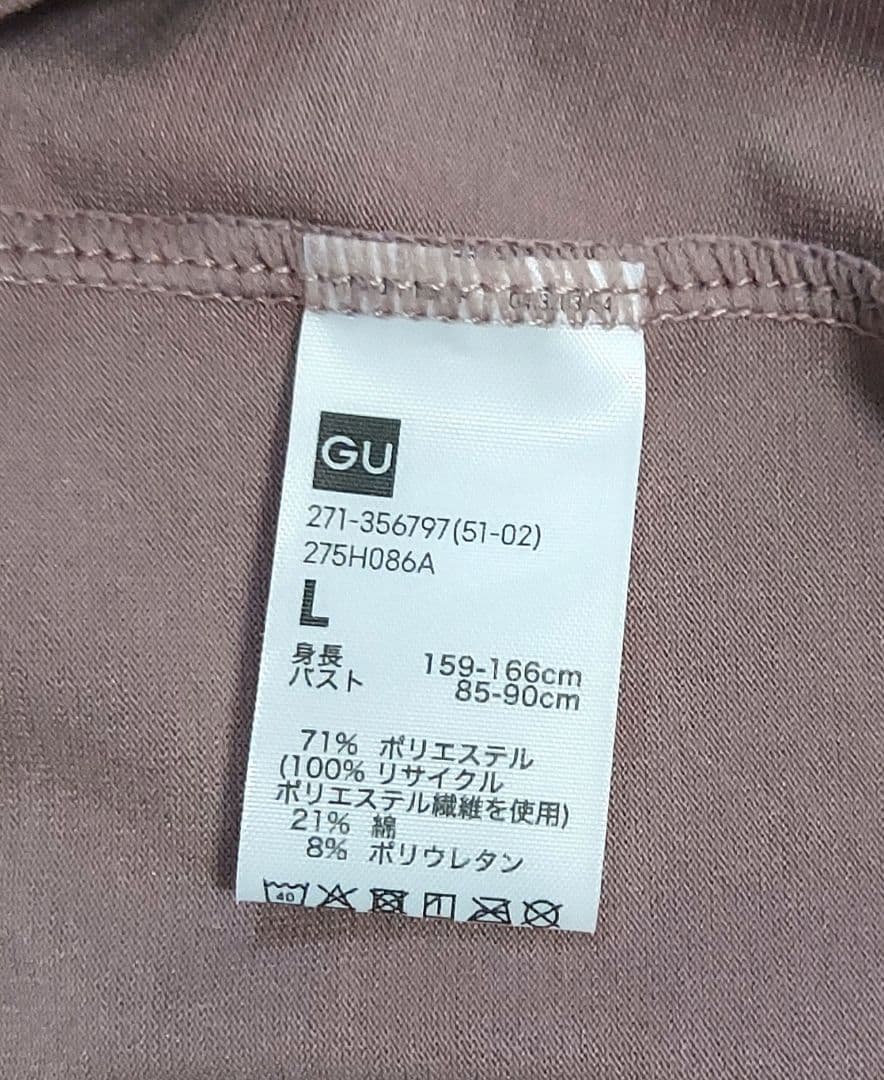 GU
271-356797(51-02)
275H086A
L
身長 159-166cm
バスト 85-90cm
71% ポリエステル
(100% リサイクル
ポリエステル繊維を使用)
21% 綿
8% ポリウレタン
40